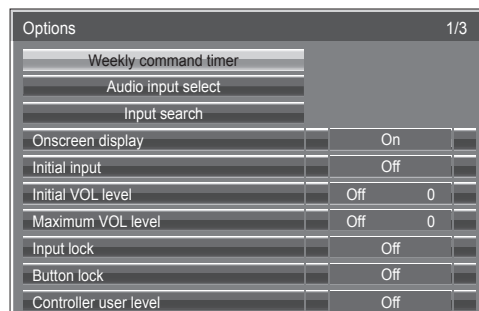 Options 1/3
Weekly command timer
Audio input select
Input search
Onscreen display On
Initial input Off
Initial VOL level Off 0
Maximum VOL level Off 0
Input lock Off
Button lock Off
Controller user level Off